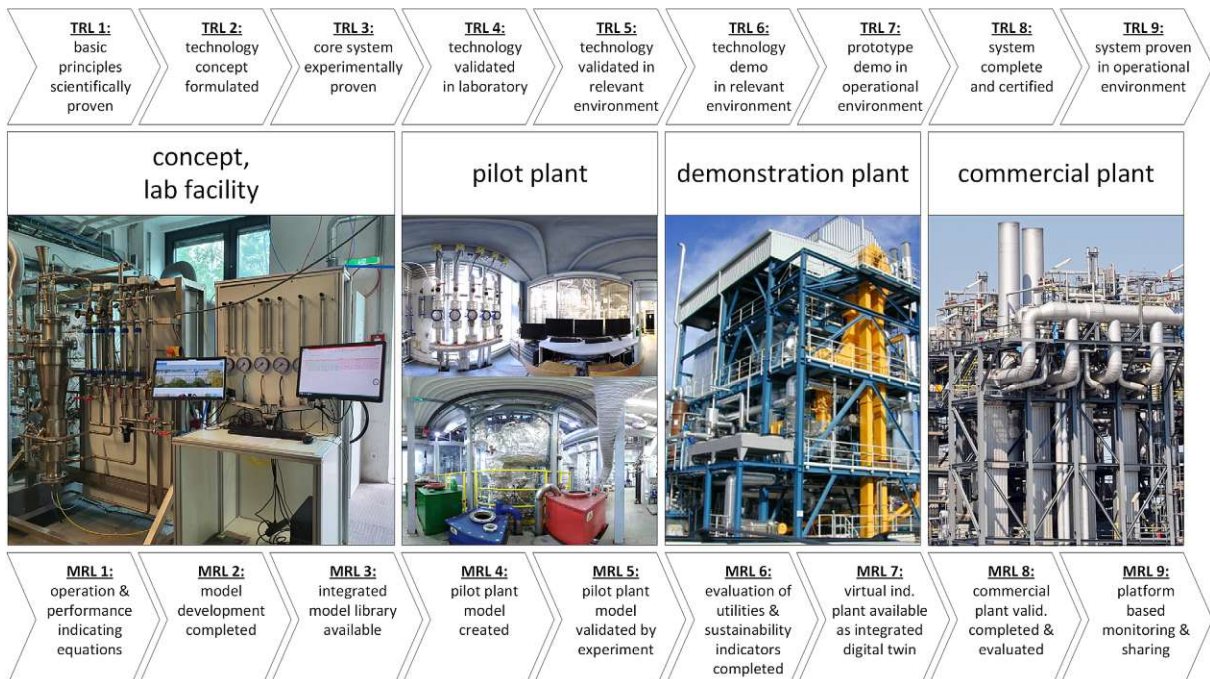 TRL 1:
basic
principles
scientifically
proven
TRL 2:
technology
concept
formulated
TRL 3:
core system
experimentally
proven
TRL 4:
technology
validated
in laboratory
TRL 5:
technology
validated in
relevant
environment
TRL 6:
technology
demo
in relevant
environment
TRL 7:
prototype
demo in
operational
environment
TRL 8:
system
complete
and certified
TRL 9:
system proven
in operational
environment
concept,
lab facility
pilot plant
demonstration plant
commercial plant
MRL 1:
operation &
performance
indicating
equations
MRL 2:
model
development
completed
MRL 3:
integrated
model library
available
MRL 4:
pilot plant
model
created
MRL 5:
pilot plant
model
validated by
experiment
MRL 6:
evaluation of
utilities &
sustainability
indicators
completed
MRL 7:
virtual ind.
plant available
as integrated
digital twin
MRL 8:
commercial
plant valid.
completed &
evaluated
MRL 9:
platform
based
monitoring &
sharing